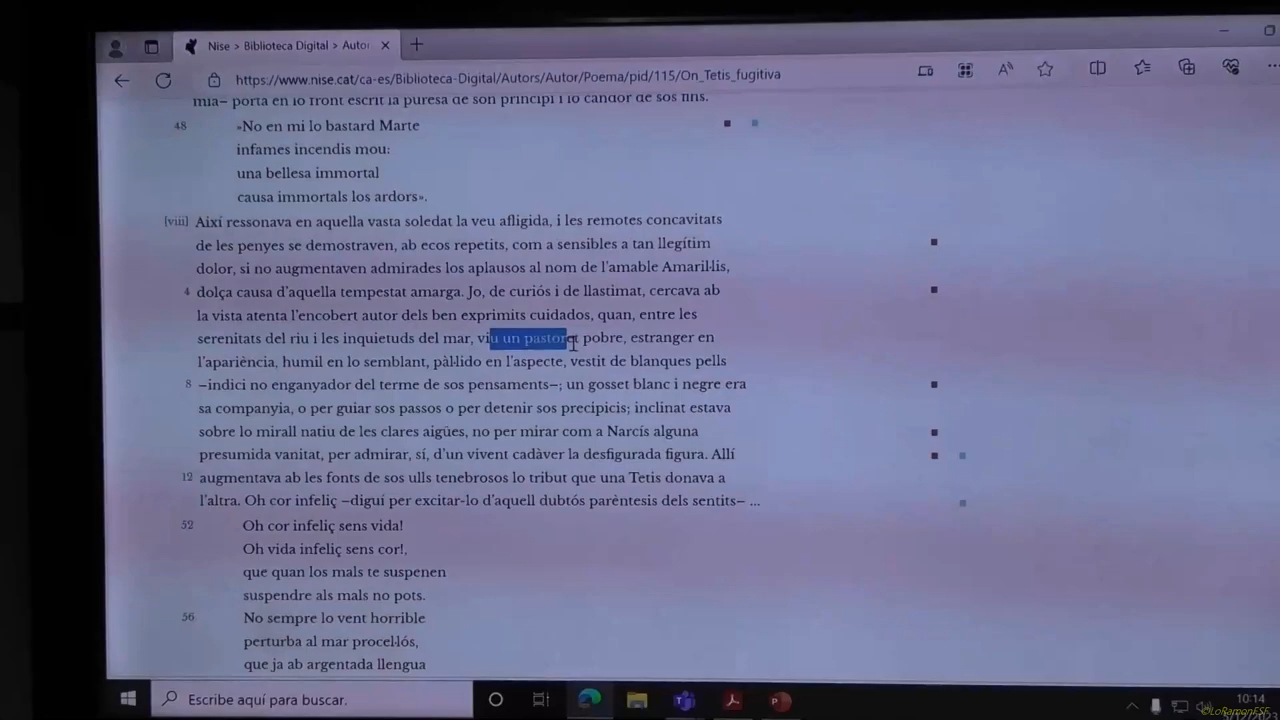 Nise > Biblioteca Digital > Autor
https://www.nise.cat/ca-es/Biblioteca-Digital/Autors/Autor/Poema/pid/115/On_Tetis_fugitiva
mia– porta en lo front escrit la puresa de son principi i lo candor de sos fins.
48 «No en mi lo bastard Marte
infames incendis mou:
una bellesa immortal
causa immortals los ardors».
[viii] Així ressonava en aquella vasta soledat la veu afligida, i les remotes concavitats
de les penyes se demostraven, ab ecos repetits, com a sensibles a tan llegítim
dolor, si no augmentaven admirades los aplausos al nom de l'amable Amaril·lis,
4 dolça causa d'aquella tempestat amarga. Jo, de curiós i de llastimat, cercava ab
la vista atenta l'encobert autor dels ben exprimits cuidados, quan, entre les
serenitats del riu i les inquietuds del mar, viu un pastoret pobre, estranger en
l'apariència, humil en lo semblant, pàl·lido en l'aspecte, vestit de blanques pells
8 –indici no enganyador del terme de sos pensaments–; un gosset blanc i negre era
sa companyia, o per guiar sos passos o per detenir sos precipicis; inclinat estava
sobre lo mirall natiu de les clares aigües, no per mirar com a Narcís alguna
presumida vanitat, per admirar, sí, d'un vivent cadàver la desfigurada figura. Allí
12 augmentava ab les fonts de sos ulls tenebrosos lo tribut que una Tetis donava a
l'altra. Oh cor infeliç –diguí per excitar-lo d'aquell dubtós parèntesis dels sentits– ...
52 Oh cor infeliç sens vida!
Oh vida infeliç sens cor!,
que quan los mals te suspenen
suspendre als mals no pots.
56 No sempre lo vent horrible
perturba al mar procel·lós,
que ja ab argentada llengua
Escribe aquí para buscar.
10:14
©LoRamonESF